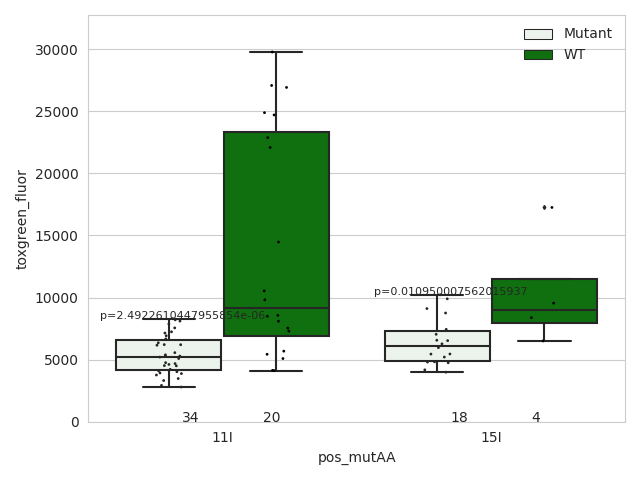 Mutant
WT
30000
25000
20000
15000
10000
5000
0
toxgreen_fluor
p=2.4922610447955854e-06
p=0.010950007562015937
34 20 18 4
11I 15I
pos_mutAA